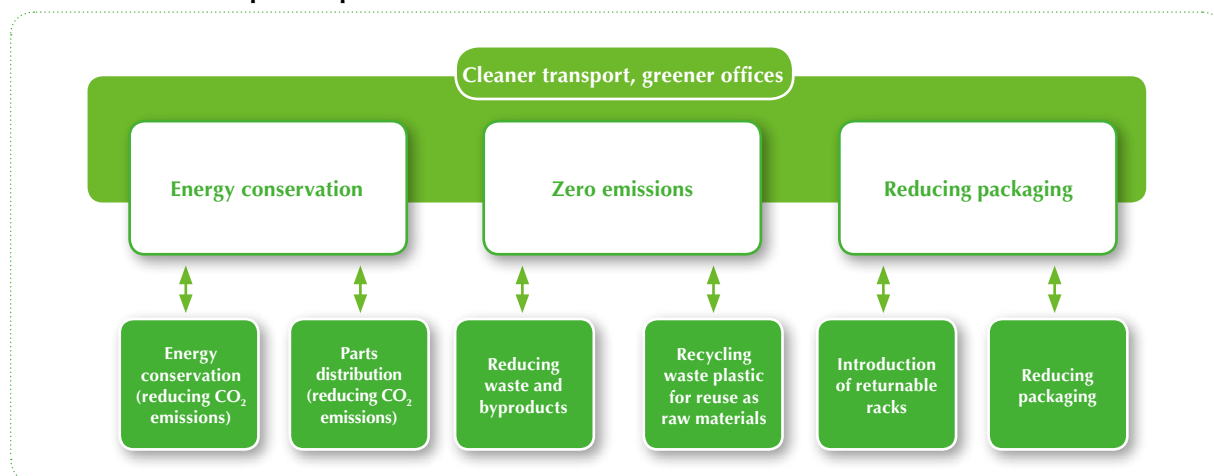 Cleaner transport, greener offices
Energy conservation
Zero emissions
Reducing packaging
Energy
conservation
(reducing CO₂
emissions)
Parts
distribution
(reducing CO₂
emissions)
Reducing
waste and
byproducts
Recycling
waste plastic
for reuse as
raw materials
Introduction
of returnable
racks
Reducing
packaging